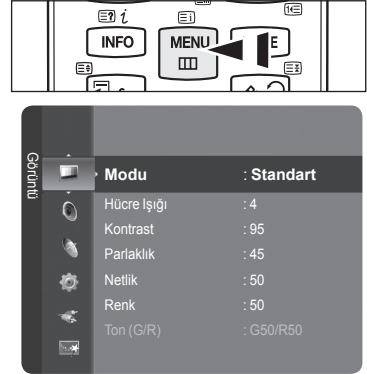 INFO
MENU
E
Görüntü
Modu : Standart
Hücre Işığı : 4
Kontrast : 95
Parlaklık : 45
Netlik : 50
Renk : 50
Ton (G/R) : G50/R50